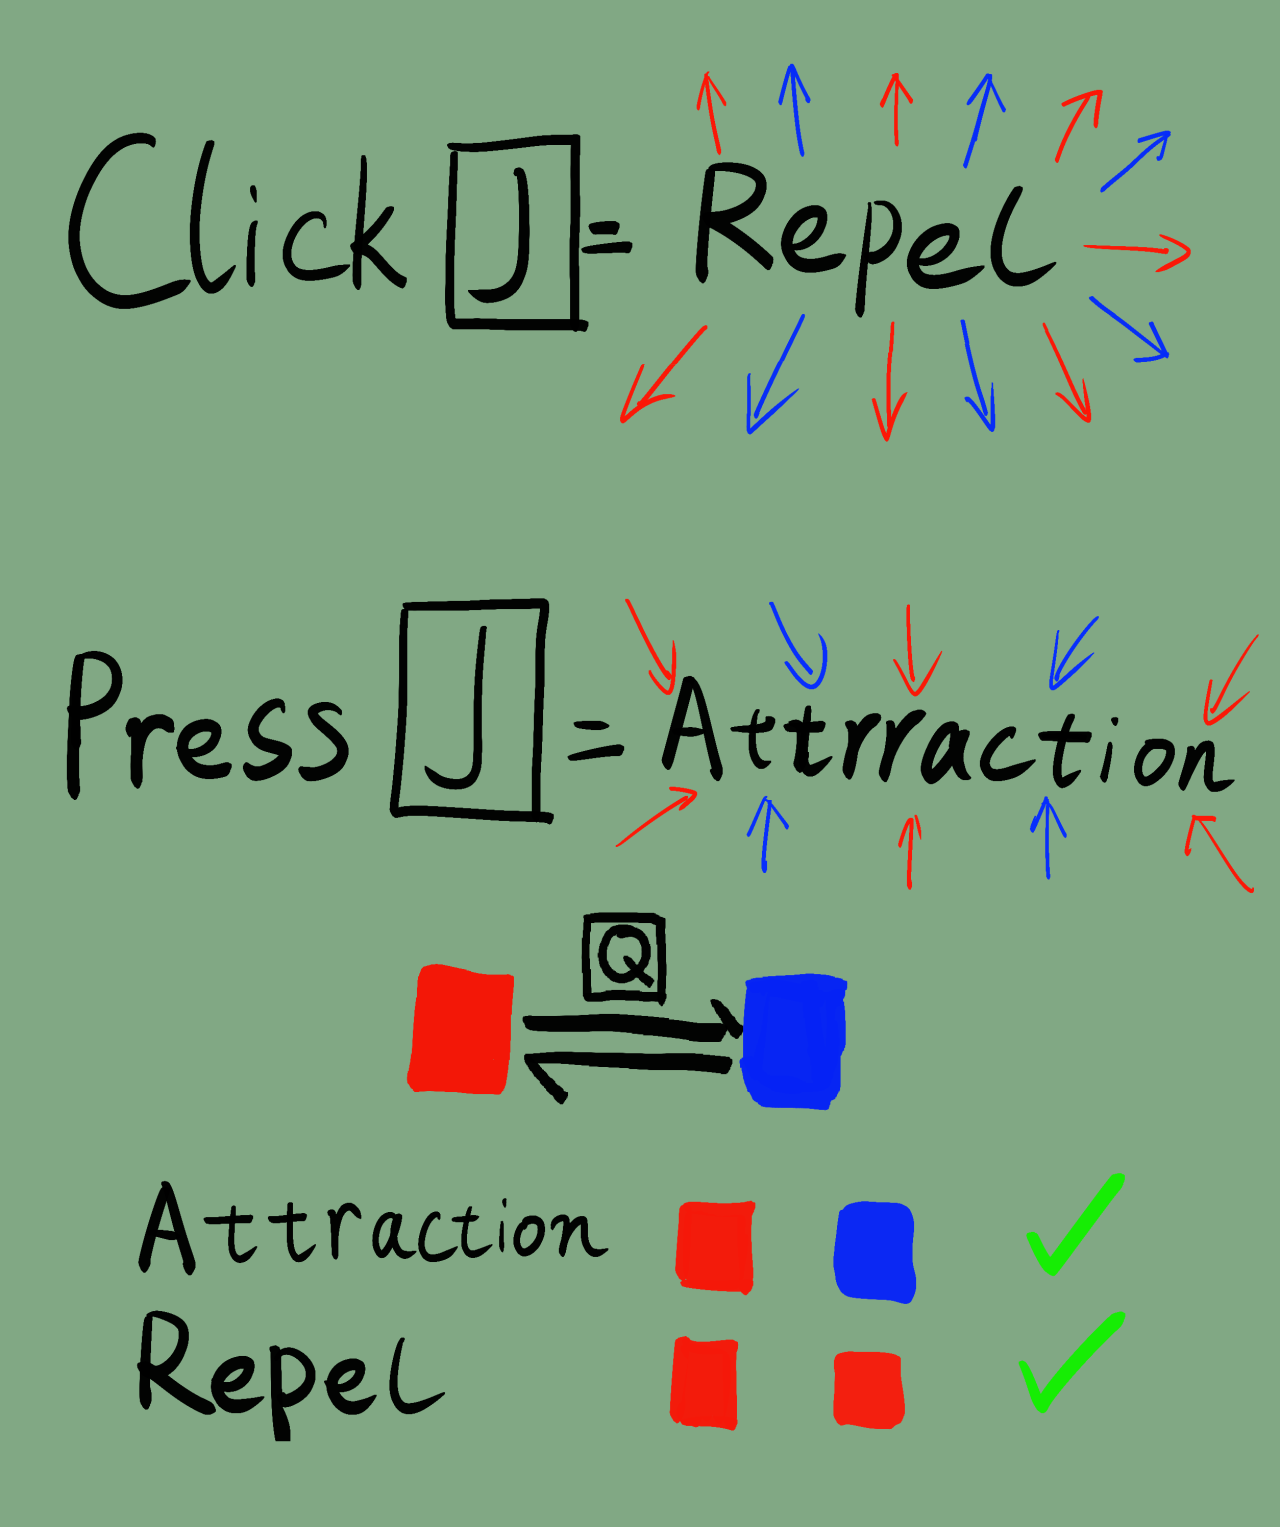 Click J = Repel
Press J = Attrraction
Q
Attraction
Repel